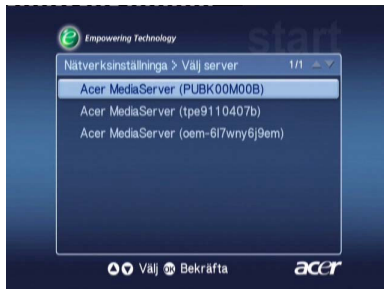 Empowering Technology
start
Nätverksinställninga > Välj server 1/1
Acer MediaServer (PUBK00M00B)
Acer MediaServer (tpe9110407b)
Acer MediaServer (oem-6l7wny6j9em)
Välj OK Bekräfta
acer